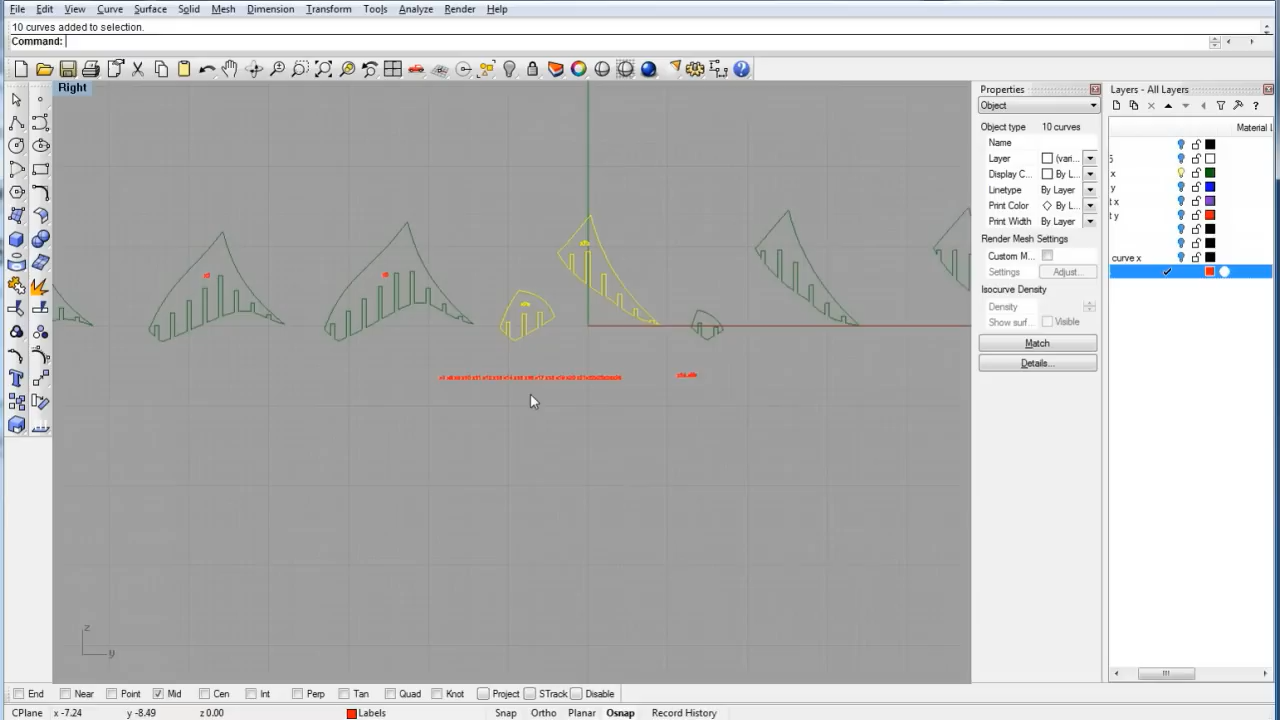 File Edit View Curve Surface Solid Mesh Dimension Transform Tools Analyze Render Help
10 curves added to selection.
Command:
Right
Properties
Object
Object type 10 curves
Name
Layer (vari...
Display C... By L...
Linetype By Layer
Print Color By L...
Print Width By Layer
Render Mesh Settings
Custom M...
Settings Adjust...
Isocurve Density
Density
Show surf... Visible
Match
Details...
Layers - All Layers
Material L
5
x
y
t x
t y
curve x
z
y
End Near Point Mid Cen Int Perp Tan Quad Knot Project STrack Disable
CPlane x -7.24 y -8.49 z 0.00 Labels Snap Ortho Planar Osnap Record History